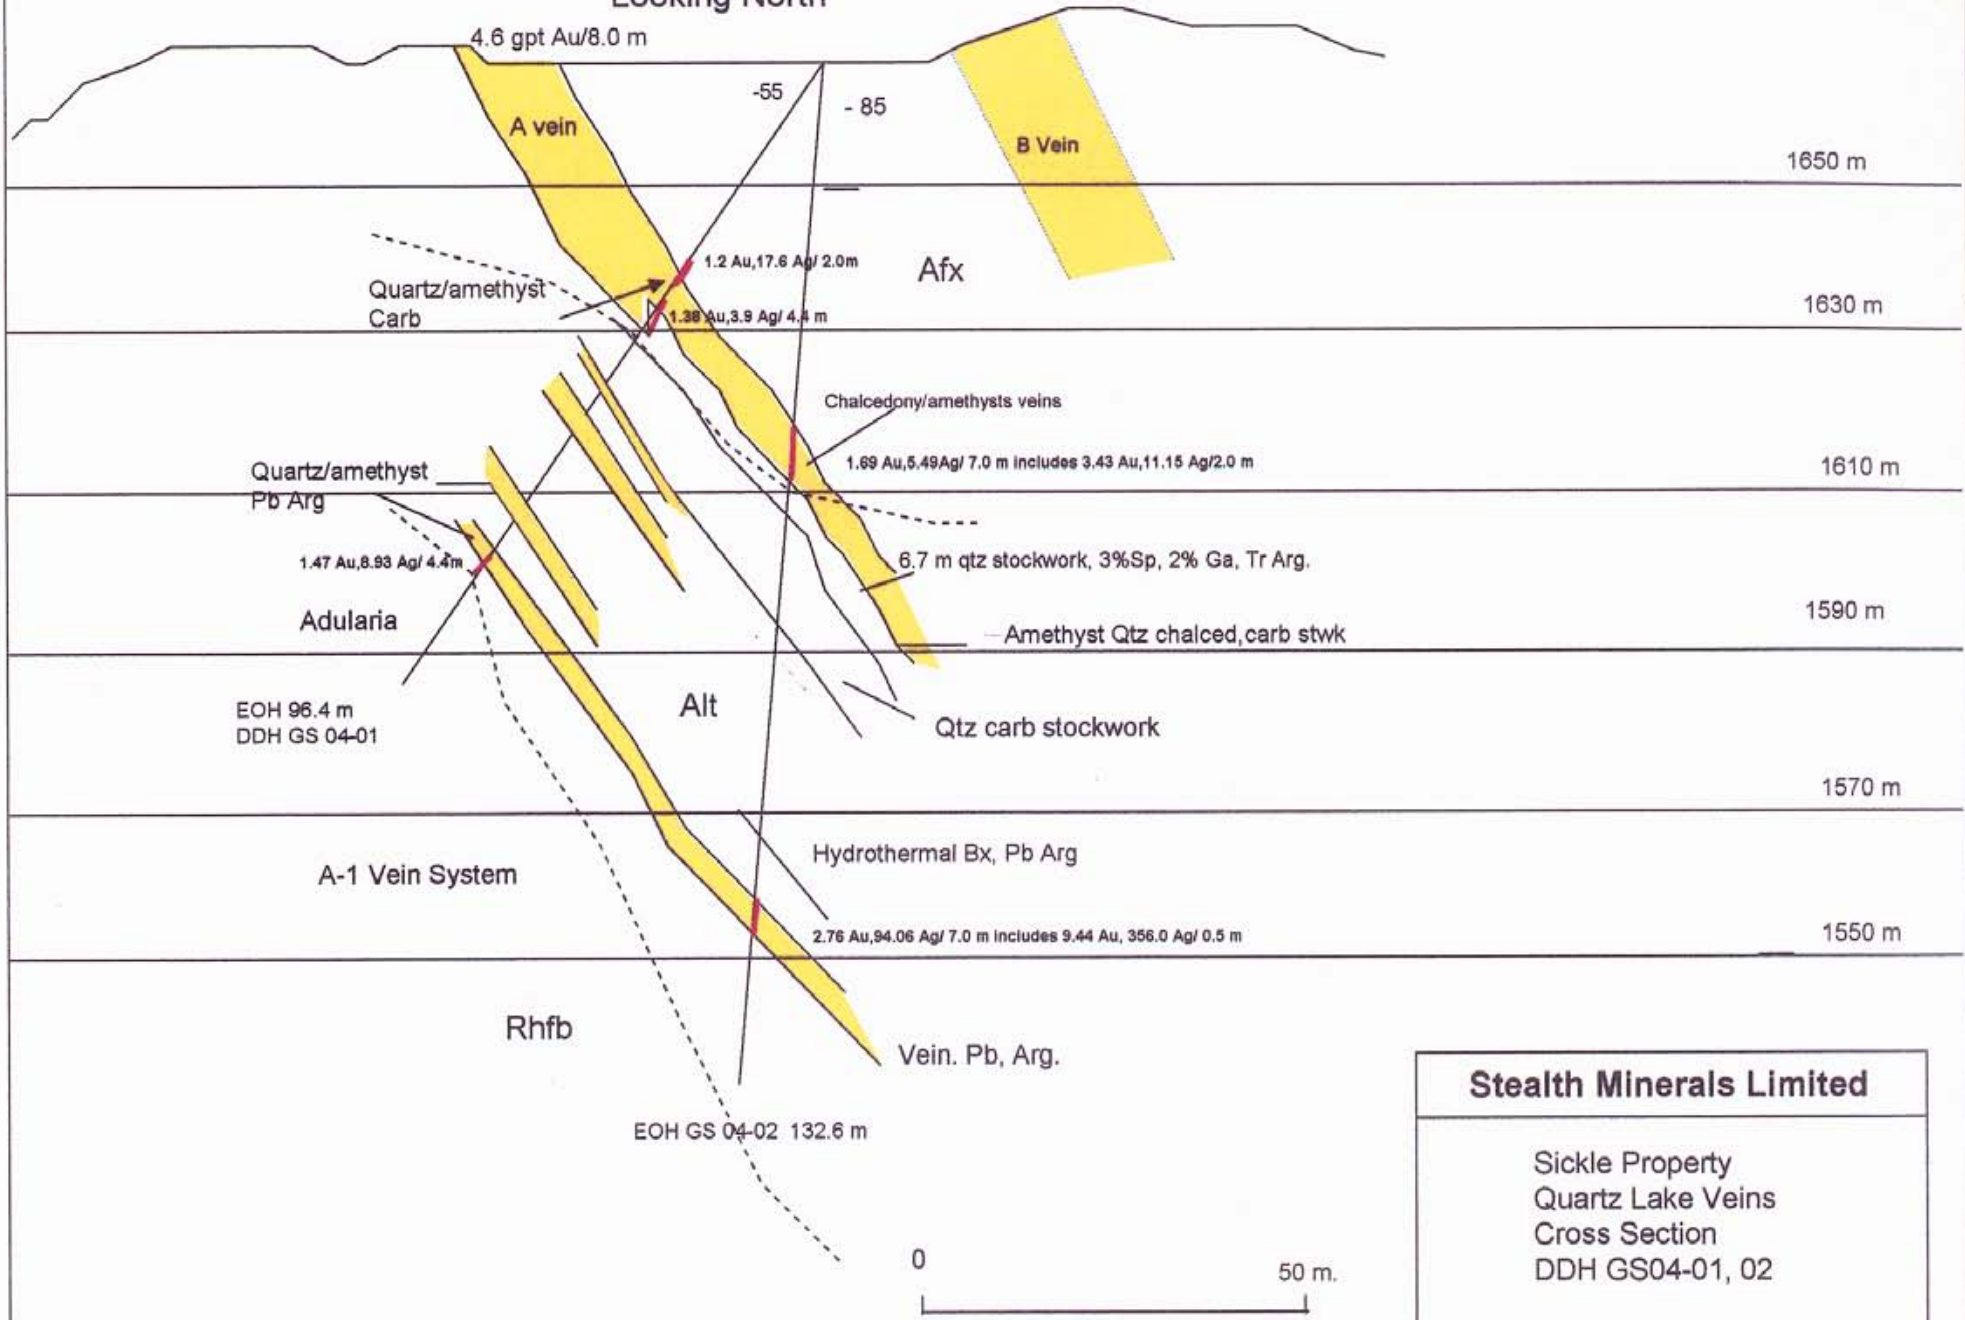 Looking North
4.6 gpt Au/8.0 m
-55
- 85
A vein
B Vein
1650 m
1.2 Au,17.6 Ag/ 2.0m
Afx
Quartz/amethyst
Carb
1630 m
1.38 Au,3.9 Ag/ 4.4 m
Chalcedony/amethysts veins
Quartz/amethyst
Pb Arg
1.69 Au,5.49Ag/ 7.0 m includes 3.43 Au,11.15 Ag/2.0 m
1610 m
1.47 Au,8.93 Ag/ 4.4m
6.7 m qtz stockwork, 3%Sp, 2% Ga, Tr Arg.
Adularia
1590 m
Amethyst Qtz chalced,carb stwk
EOH 96.4 m
DDH GS 04-01
Alt
Qtz carb stockwork
1570 m
Hydrothermal Bx, Pb Arg
A-1 Vein System
2.76 Au,94.06 Ag/ 7.0 m includes 9.44 Au, 356.0 Ag/ 0.5 m
1550 m
Rhfb
Vein. Pb, Arg.
EOH GS 04-02 132.6 m
0
50 m.
Stealth Minerals Limited
Sickle Property
Quartz Lake Veins
Cross Section
DDH GS04-01, 02